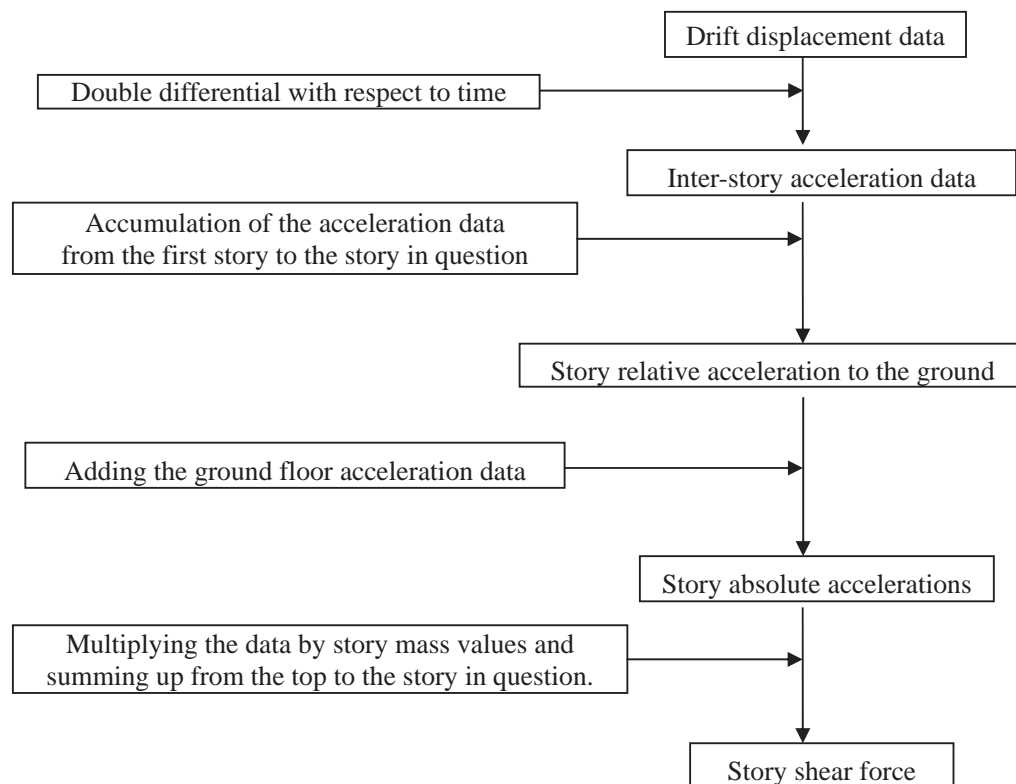 Drift displacement data
Double differential with respect to time
Inter-story acceleration data
Accumulation of the acceleration data
from the first story to the story in question
Story relative acceleration to the ground
Adding the ground floor acceleration data
Story absolute accelerations
Multiplying the data by story mass values and
summing up from the top to the story in question.
Story shear force